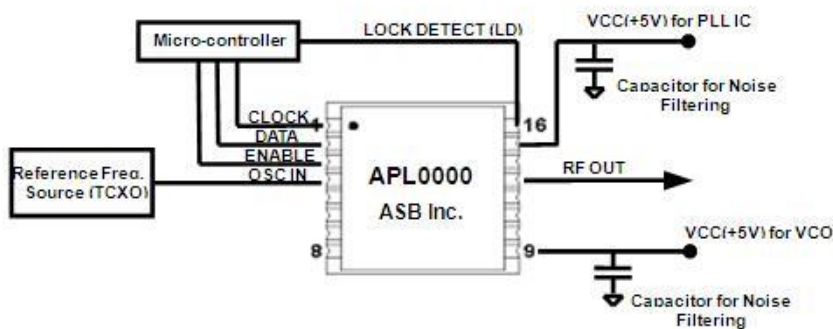 Micro-controller
LOCK DETECT (LD)
VCC(+5V) for PLL IC
Capacitor for Noise
Filtering
CLOCK
1
16
DATA
ENABLE
OSC IN
Reference Freq.
Source (TCXO)
APL0000
ASB Inc.
RF OUT
8
9
VCC(+5V) for VCO
Capacitor for Noise
Filtering